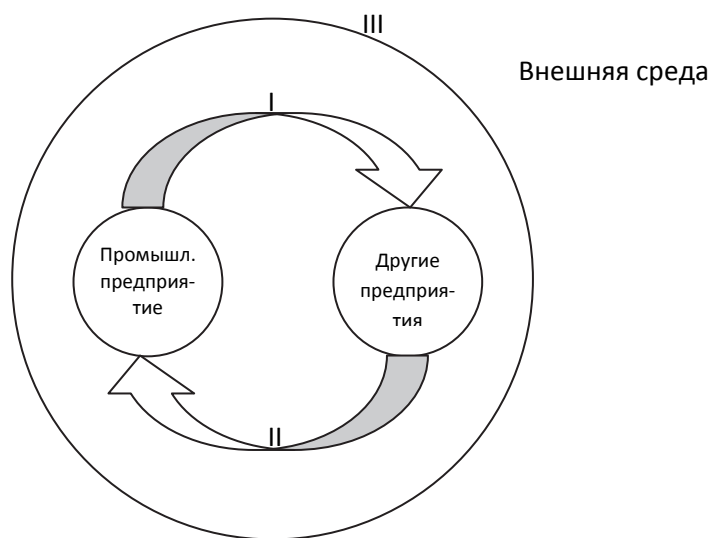 III
Внешняя среда
I
Промышл.
предприя-
тие
Другие
предприя-
тия
II